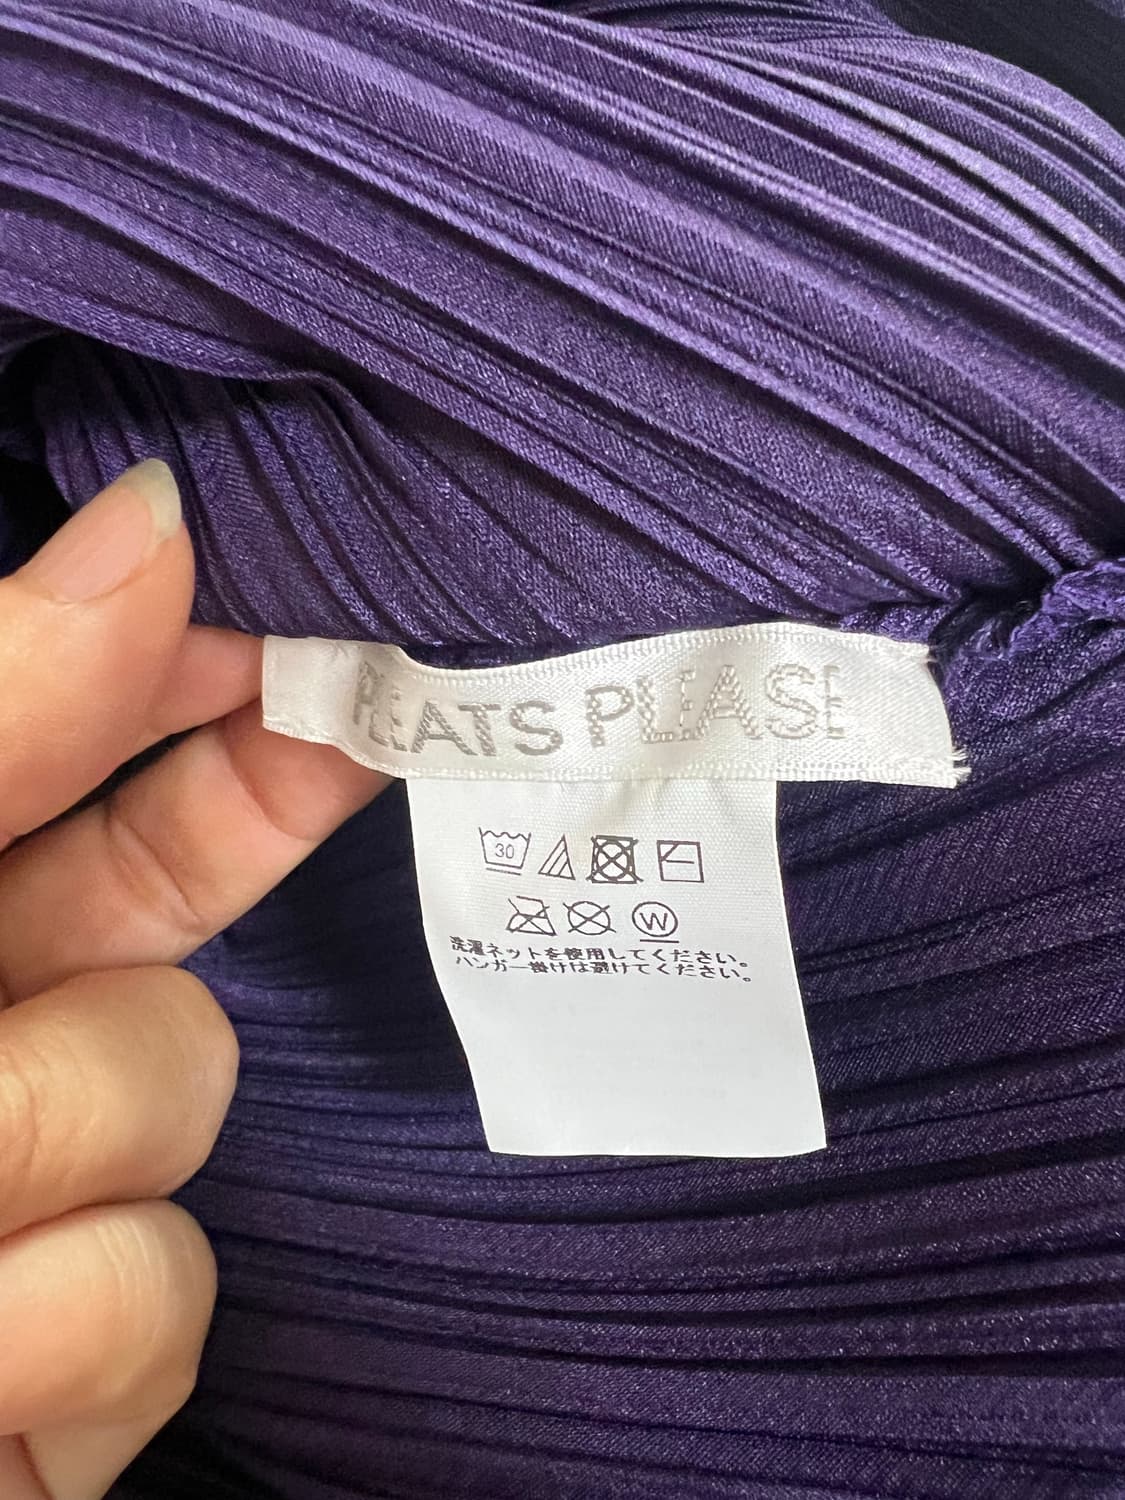 PLEATS PLEASE
30
W
洗濯ネットを使用してください。
ハンガー掛けは避けてください。